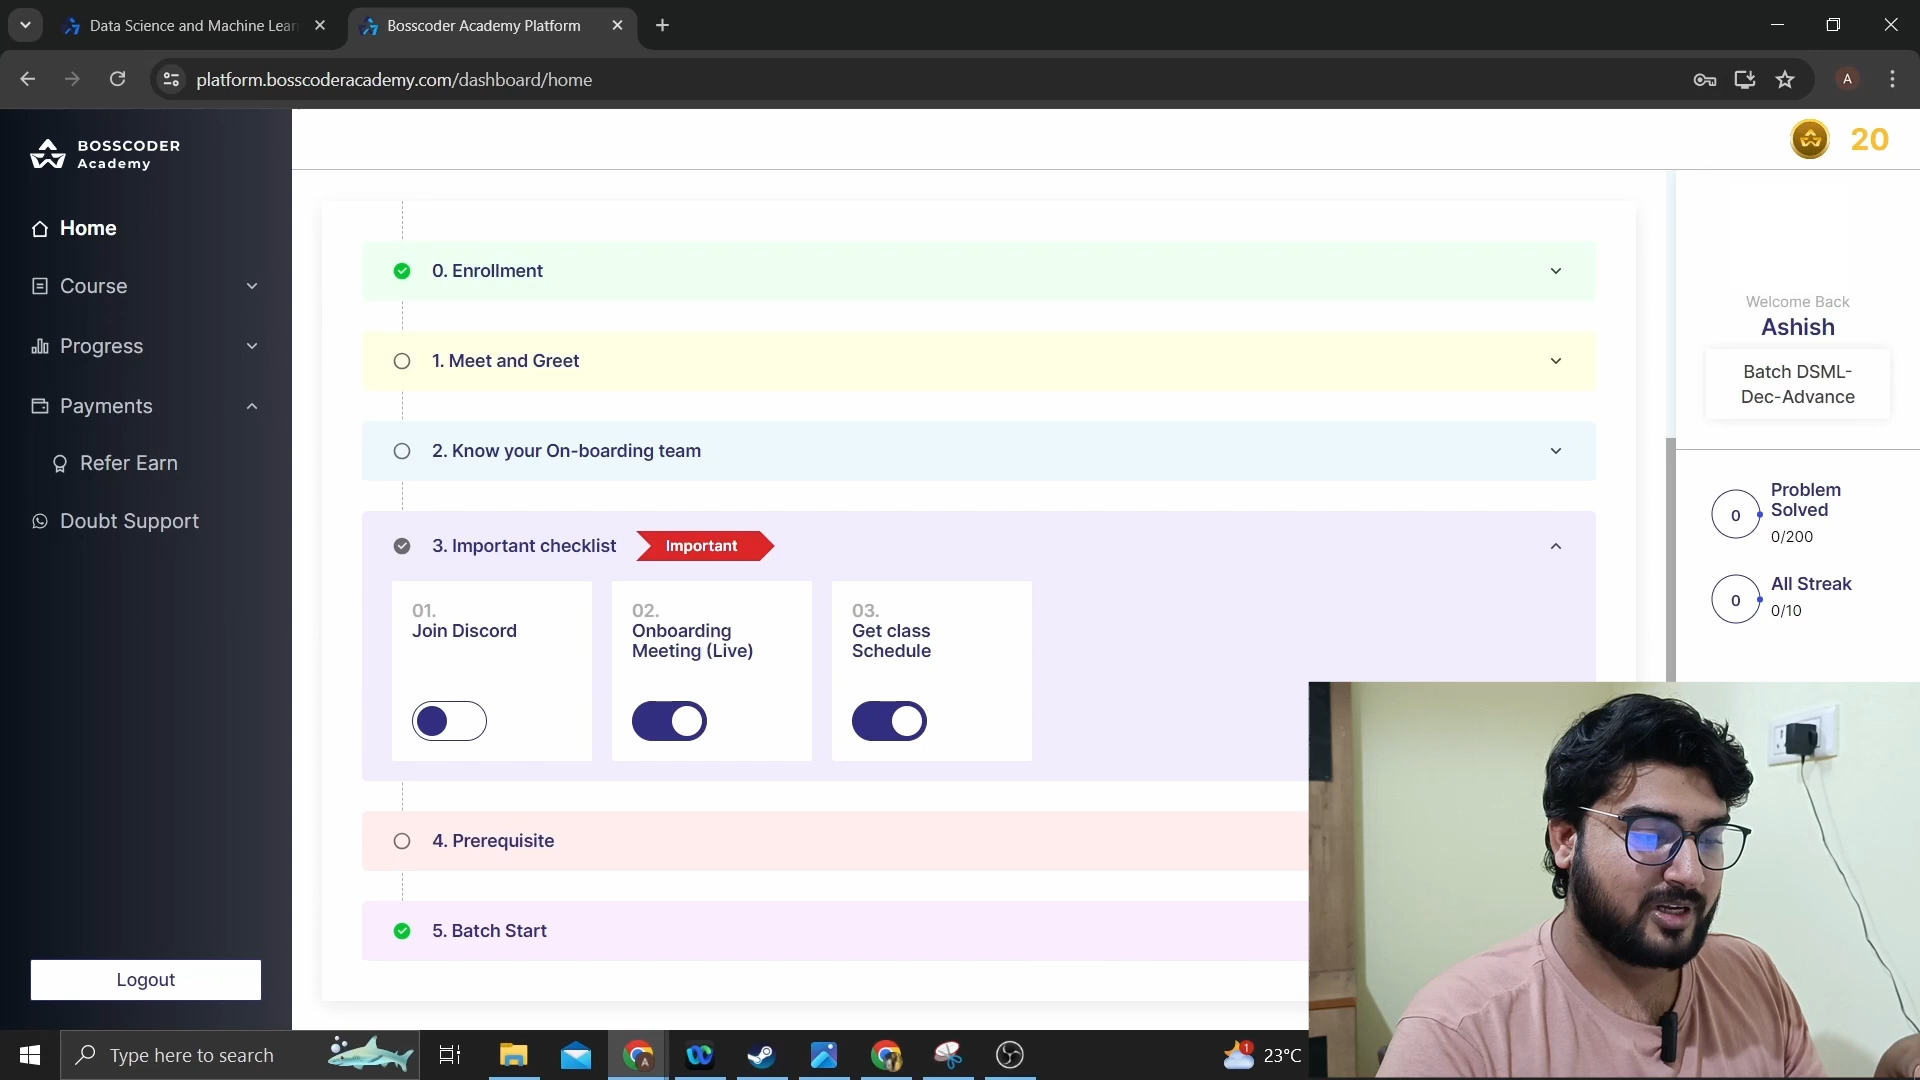 Data Science and Machine Lear
Bosscoder Academy Platform
platform.bosscoderacademy.com/dashboard/home
A
BOSSCODER
Academy
20
Home
Course
Progress
Payments
Refer Earn
Doubt Support
Logout
0. Enrollment
1. Meet and Greet
2. Know your On-boarding team
3. Important checklist
Important
01.
Join Discord
02.
Onboarding
Meeting (Live)
03.
Get class
Schedule
4. Prerequisite
5. Batch Start
Welcome Back
Ashish
Batch DSML-
Dec-Advance
0
Problem
Solved
0/200
0
All Streak
0/10
Type here to search
A
1
23°C